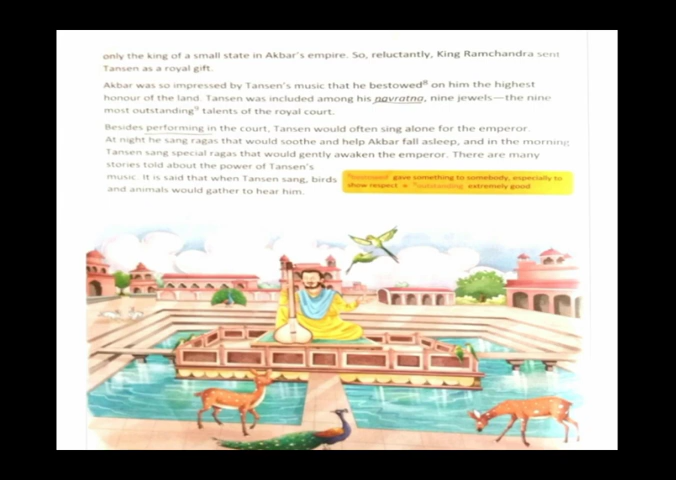 only the king of a small state in Akbar's empire. So, reluctantly, King Ramchandra sent
Tansen as a royal gift.
Akbar was so impressed by Tansen's music that he bestowed⁸ on him the highest
honour of the land. Tansen was included among his navratna, nine jewels—the nine
most outstanding⁹ talents of the royal court.
Besides performing in the court, Tansen would often sing alone for the emperor.
At night he sang ragas that would soothe and help Akbar fall asleep, and in the morning
Tansen sang special ragas that would gently awaken the emperor. There are many
stories told about the power of Tansen's
music. It is said that when Tansen sang, birds
and animals would gather to hear him.
⁸bestowed gave something to somebody, especially to
show respect ⁹outstanding extremely good